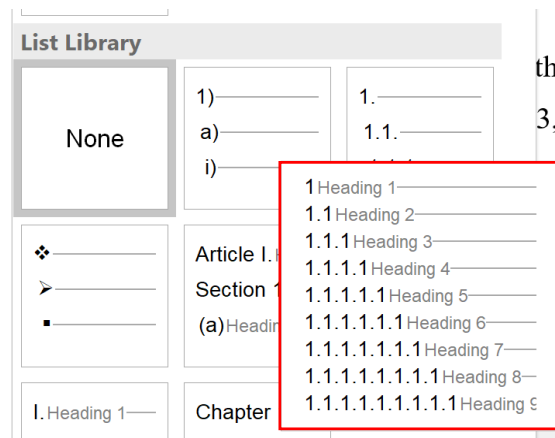 List Library
None
1)
a)
i)
1.
1.1.
th
3,
1 Heading 1
1.1 Heading 2
1.1.1 Heading 3
1.1.1.1 Heading 4
1.1.1.1.1 Heading 5
1.1.1.1.1.1 Heading 6
1.1.1.1.1.1.1 Heading 7
1.1.1.1.1.1.1.1 Heading 8
1.1.1.1.1.1.1.1.1 Heading 9
Article I.
Section 1
(a) Headin
I. Heading 1
Chapter